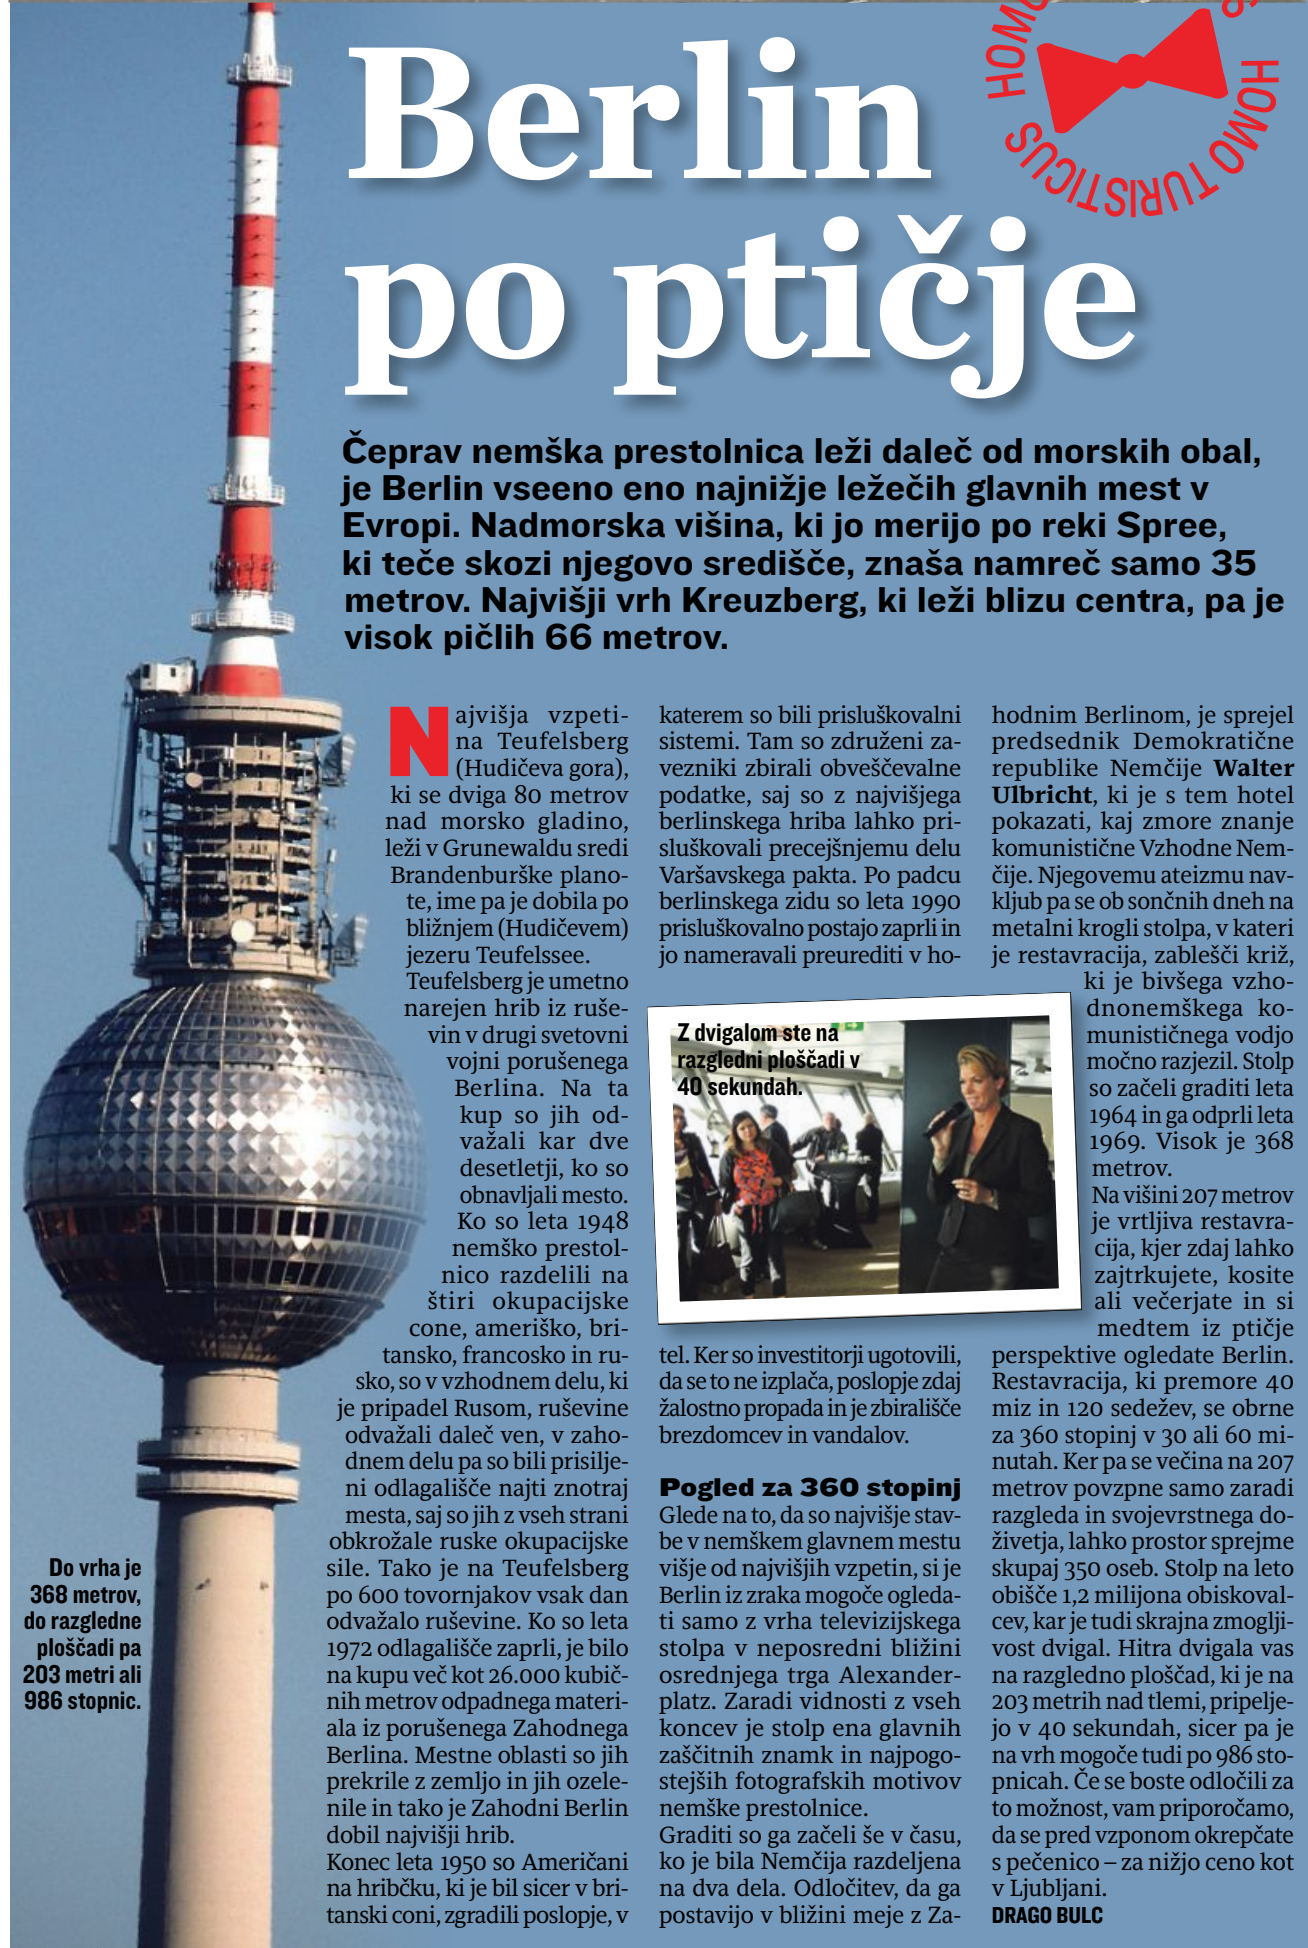 HOMO TURISTICUS HOMO
Berlin
po ptičje
Čeprav nemška prestolnica leži daleč od morskih obal,
je Berlin vseeno eno najnižje ležečih glavnih mest v
Evropi. Nadmorska višina, ki jo merijo po reki Spree,
ki teče skozi njegovo središče, znaša namreč samo 35
metrov. Najvišji vrh Kreuzberg, ki leži blizu centra, pa je
visok pičlih 66 metrov.
Najvišja vzpeti-
na Teufelsberg
(Hudičeva gora),
ki se dviga 80 metrov
nad morsko gladino,
leži v Grunewaldu sredi
Brandenburške plano-
te, ime pa je dobila po
bližnjem (Hudičevem)
jezeru Teufelssee.
Teufelsberg je umetno
narejen hrib iz ruše-
vin v drugi svetovni
vojni porušenega
Berlina. Na ta
kup so jih od-
važali kar dve
desetletji, ko so
obnavljali mesto.
Ko so leta 1948
nemško prestol-
nico razdelili na
štiri okupacijske
cone, ameriško, bri-
tansko, francosko in ru-
sko, so v vzhodnem delu, ki
je pripadel Rusom, ruševine
odvažali daleč ven, v zaho-
dnem delu pa so bili prisilje-
ni odlagališče najti znotraj
mesta, saj so jih z vseh strani
obkrožale ruske okupacijske
sile. Tako je na Teufelsberg
po 600 tovornjakov vsak dan
odvažalo ruševine. Ko so leta
1972 odlagališče zaprli, je bilo
na kupu več kot 26.000 kubič-
nih metrov odpadnega materi-
ala iz porušenega Zahodnega
Berlina. Mestne oblasti so jih
prekrile z zemljo in jih ozele-
nile in tako je Zahodni Berlin
dobil najvišji hrib.
Konec leta 1950 so Američani
na hribčku, ki je bil sicer v bri-
tanski coni, zgradili poslopje, v
katerem so bili prisluškovalni
sistemi. Tam so združeni za-
vezniki zbirali obveščevalne
podatke, saj so z najvišjega
berlinskega hriba lahko pri-
sluškovali precejšnjemu delu
Varšavskega pakta. Po padcu
berlinskega zidu so leta 1990
prisluškovalno postajo zaprli in
jo nameravali preurediti v ho-
tel. Ker so investitorji ugotovili,
da se to ne izplača, poslopje zdaj
žalostno propada in je zbirališče
brezdomcev in vandalov.
Pogled za 360 stopinj
Glede na to, da so najvišje stav-
be v nemškem glavnem mestu
višje od najvišjih vzpetin, si je
Berlin iz zraka mogoče ogleda-
ti samo z vrha televizijskega
stolpa v neposredni bližini
osrednjega trga Alexander-
platz. Zaradi vidnosti z vseh
koncev je stolp ena glavnih
zaščitnih znamk in najpogo-
stejših fotografskih motivov
nemške prestolnice.
Graditi so ga začeli še v času,
ko je bila Nemčija razdeljena
na dva dela. Odločitev, da ga
postavijo v bližini meje z Za-
hodnim Berlinom, je sprejel
predsednik Demokratične
republike Nemčije Walter
Ulbricht, ki je s tem hotel
pokazati, kaj zmore znanje
komunistične Vzhodne Nem-
čije. Njegovemu ateizmu nav-
kljub pa se ob sončnih dneh na
metalni krogli stolpa, v kateri
je restavracija, zablešči križ,
ki je bivšega vzho-
dnonemškega ko-
munističnega vodjo
močno razjezil. Stolp
so začeli graditi leta
1964 in ga odprli leta
1969. Visok je 368
metrov.
Na višini 207 metrov
je vrtljiva restavra-
cija, kjer zdaj lahko
zajtrkujete, kosite
ali večerjate in si
medtem iz ptičje
perspektive ogledate Berlin.
Restavracija, ki premore 40
miz in 120 sedežev, se obrne
za 360 stopinj v 30 ali 60 mi-
nutah. Ker pa se večina na 207
metrov povzpne samo zaradi
razgleda in svojevrstnega do-
živetja, lahko prostor sprejme
skupaj 350 oseb. Stolp na leto
obišče 1,2 milijona obiskoval-
cev, kar je tudi skrajna zmoglji-
vost dvigal. Hitra dvigala vas
na razgledno ploščad, ki je na
203 metrih nad tlemi, pripelje-
jo v 40 sekundah, sicer pa je
na vrh mogoče tudi po 986 sto-
pnicah. Če se boste odločili za
to možnost, vam priporočamo,
da se pred vzponom okrepčate
s pečenico – za nižjo ceno kot
v Ljubljani.
DRAGO BULC
Z dvigalom ste na
razgledni ploščadi v
40 sekundah.
Do vrha je
368 metrov,
do razgledne
ploščadi pa
203 metri ali
986 stopnic.